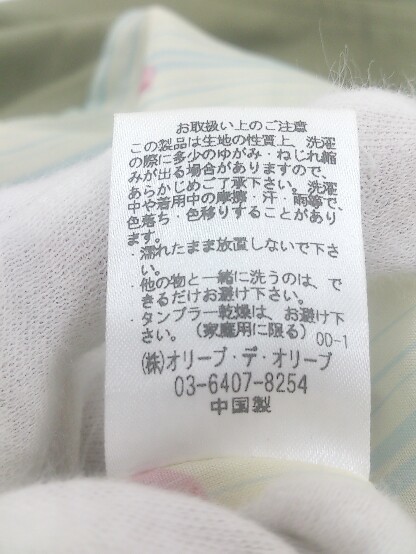 お取扱い上のご注意
この製品は生地の性質上、洗濯
の際に多少のゆがみ・ねじれ縮
みが出る場合がありますので、
あらかじめご了承下さい。洗濯
中や着用中の摩擦・汗・雨等で、
色落ち・色移りすることがあり
ます。
・濡れたまま放置しないで下さ
い。
・他の物と一緒に洗うのは、で
きるだけお避け下さい。
・タンブラー乾燥は、お避け下
さい。(家庭用に限る) OD-1
(株)オリーブ・デ・オリーブ
03-6407-8254
中国製